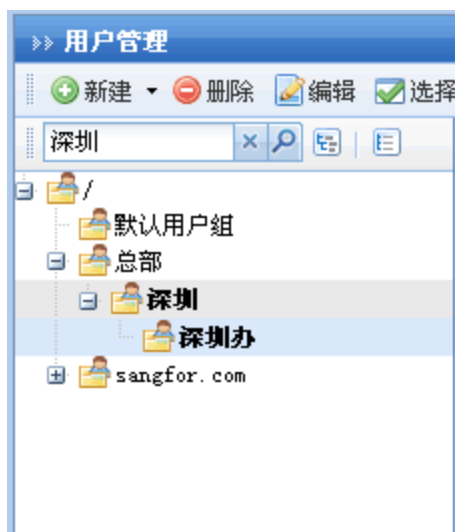 用户管理
新建 删除 编辑 选择
深圳
/
默认用户组
总部
深圳
深圳办
sangfor.com